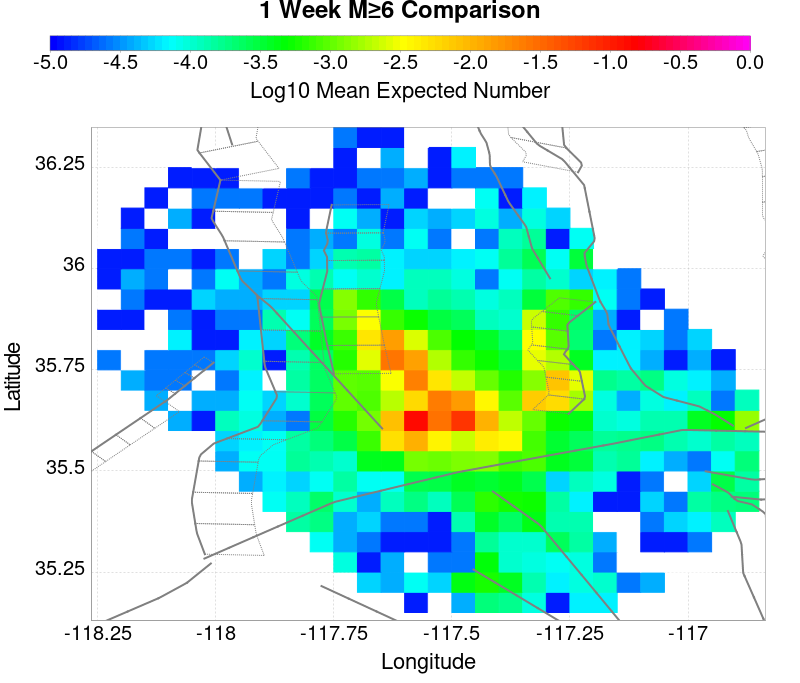 1 Week M≥6 Comparison
-5.0 -4.5 -4.0 -3.5 -3.0 -2.5 -2.0 -1.5 -1.0 -0.5 0.0
Log10 Mean Expected Number
36.25
36
35.75
35.5
35.25
Latitude
-118.25 -118 -117.75 -117.5 -117.25 -117
Longitude